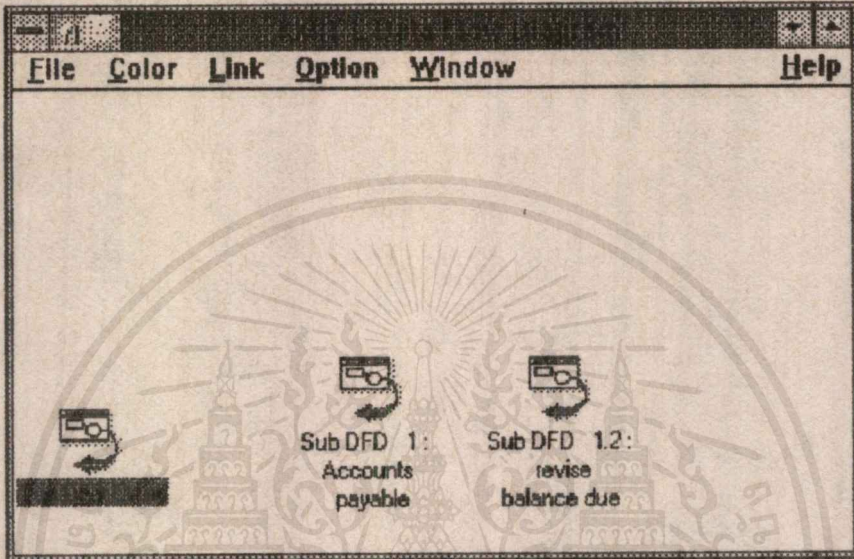 File Color Link Option Window Help
Sub DFD 1 : Sub DFD 1.2 :
Accounts revise
payable balance due